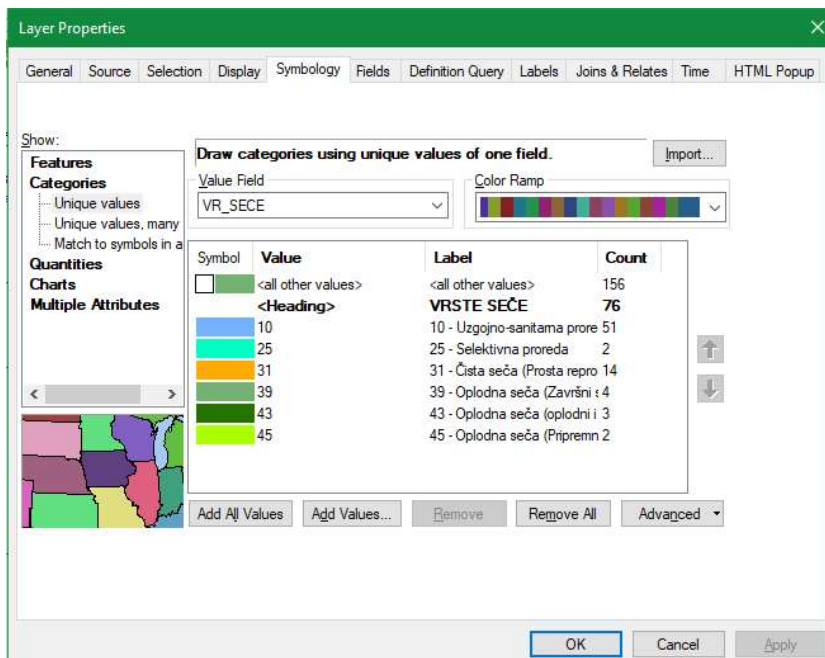 Layer Properties
General Source Selection Display Symbology Fields Definition Query Labels Joins & Relates Time HTML Popup
Show:
Features
Categories
Unique values
Unique values, many
Match to symbols in a
Quantities
Charts
Multiple Attributes
Draw categories using unique values of one field.
Import...
Value Field
VR_SECE
Color Ramp
Symbol Value Label Count
<all other values> <all other values> 156
<Heading> VRSTE SEČE 76
10 10 - Uzgojno-sanitarna prore 51
25 25 - Selektivna proreda 2
31 31 - Čista seča (Prosta repro 14
39 39 - Oplodna seča (Završni s 4
43 43 - Oplodna seča (oplodni i 3
45 45 - Oplodna seča (Pripremn 2
Add All Values Add Values... Remove Remove All Advanced
OK Cancel Apply